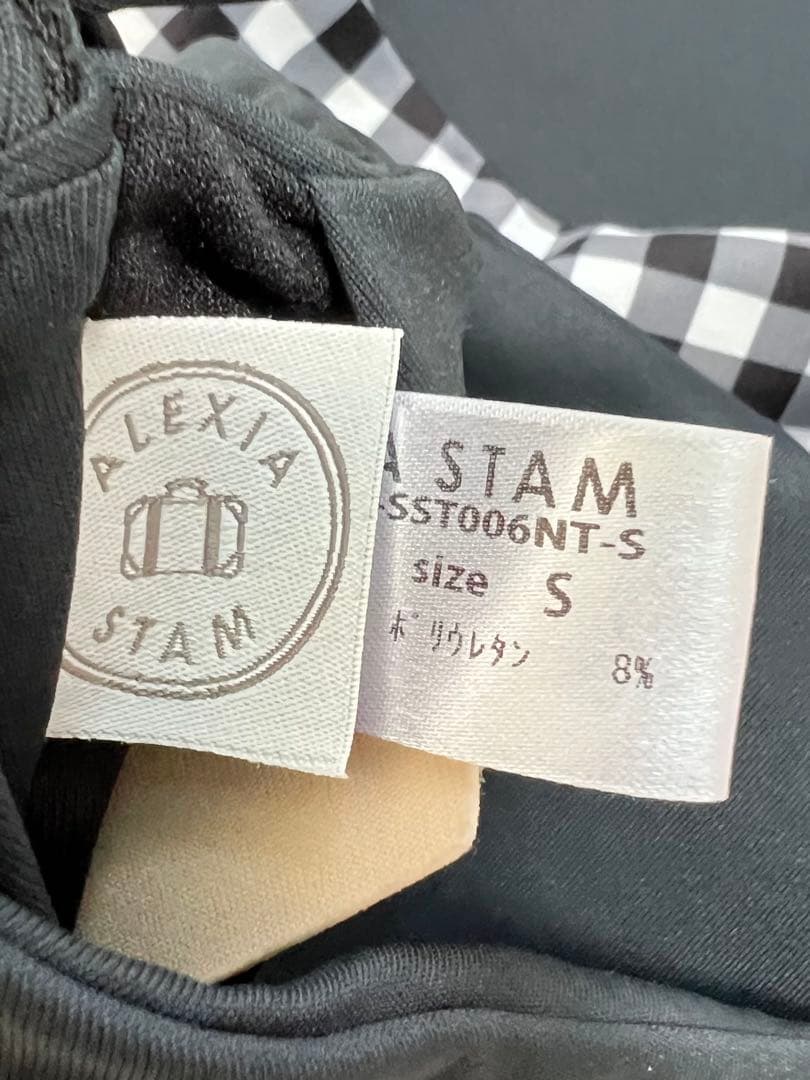 ALEXIA
STAM
A STAM
-SST006NT-S
size S
ポリウレタン 8%